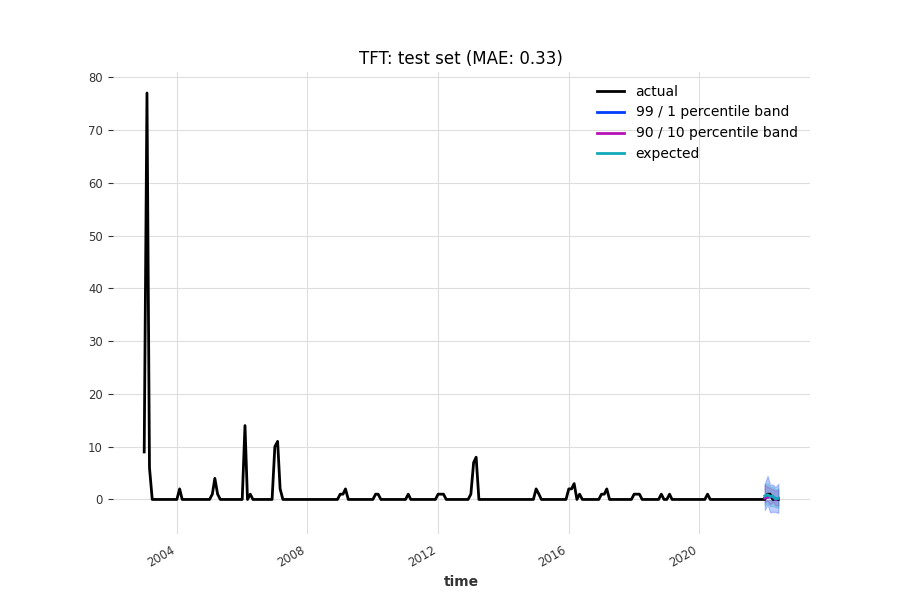 TFT: test set (MAE: 0.33)
actual
99 / 1 percentile band
90 / 10 percentile band
expected
80
70
60
50
40
30
20
10
0
2004
2008
2012
2016
2020
time